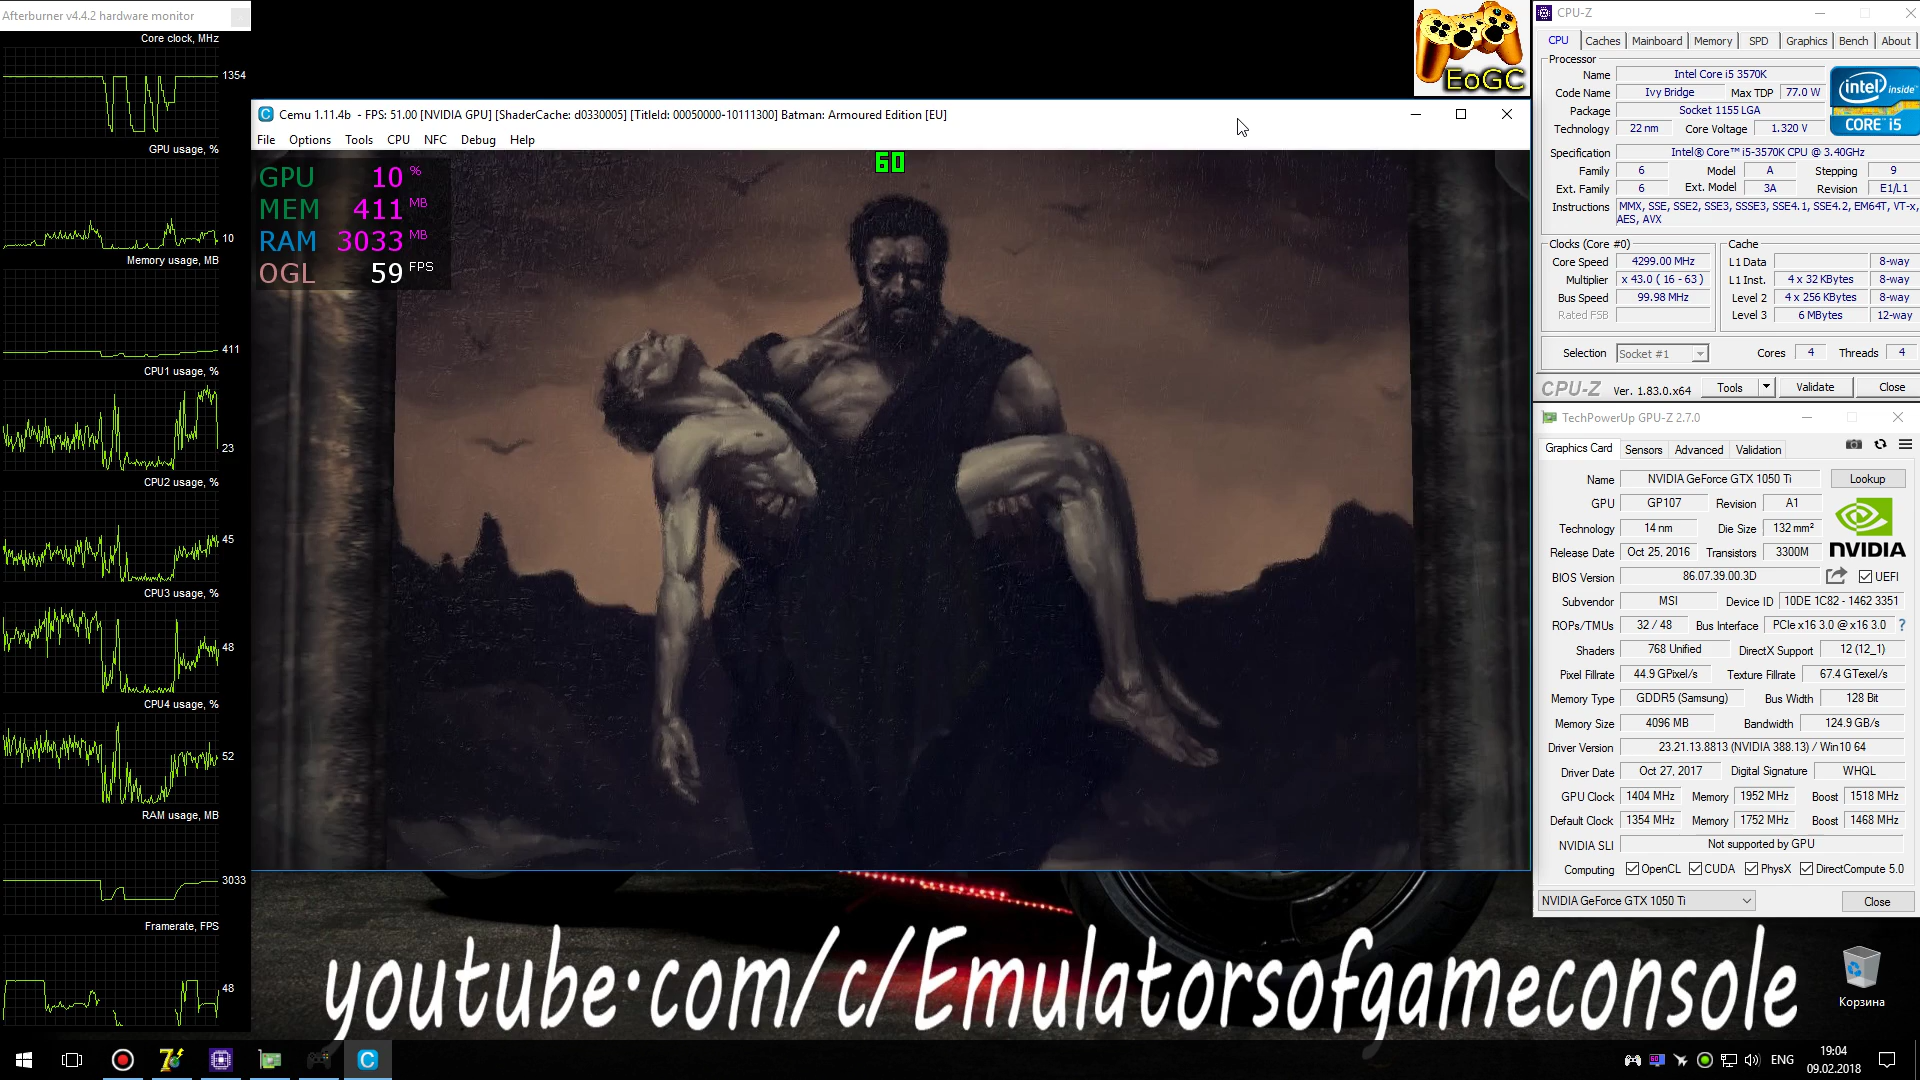 Afterburner v4.4.2 hardware monitor
Core clock, MHz
1354
GPU usage, %
10
Memory usage, MB
411
CPU1 usage, %
23
CPU2 usage, %
45
CPU3 usage, %
48
CPU4 usage, %
52
RAM usage, MB
3033
Framerate, FPS
48
EoGC
Cemu 1.11.4b - FPS: 51.00 [NVIDIA GPU] [ShaderCache: d0330005] [TitleId: 00050000-10111300] Batman: Armoured Edition [EU]
File Options Tools CPU NFC Debug Help
60
GPU 10 %
MEM 411 MB
RAM 3033 MB
OGL 59 FPS
CPU-Z
CPU Caches Mainboard Memory SPD Graphics Bench About
Processor
Name Intel Core i5 3570K
Code Name Ivy Bridge Max TDP 77.0 W
Package Socket 1155 LGA
Technology 22 nm Core Voltage 1.320 V
intel inside™
CORE i5
Specification Intel® Core™ i5-3570K CPU @ 3.40GHz
Family 6 Model A Stepping 9
Ext. Family 6 Ext. Model 3A Revision E1/L1
Instructions MMX, SSE, SSE2, SSE3, SSSE3, SSE4.1, SSE4.2, EM64T, VT-x,
AES, AVX
Clocks (Core #0)
Core Speed 4299.00 MHz
Multiplier x 43.0 ( 16 - 63 )
Bus Speed 99.98 MHz
Rated FSB
Cache
L1 Data 8-way
L1 Inst. 4 x 32 KBytes 8-way
Level 2 4 x 256 KBytes 8-way
Level 3 6 MBytes 12-way
Selection Socket #1 Cores 4 Threads 4
CPU-Z Ver. 1.83.0.x64 Tools Validate Close
TechPowerUp GPU-Z 2.7.0
Graphics Card Sensors Advanced Validation
Name NVIDIA GeForce GTX 1050 Ti Lookup
GPU GP107 Revision A1
Technology 14 nm Die Size 132 mm²
Release Date Oct 25, 2016 Transistors 3300M
NVIDIA
BIOS Version 86.07.39.00.3D UEFI
Subvendor MSI Device ID 10DE 1C82 - 1462 3351
ROPs/TMUs 32 / 48 Bus Interface PCIe x16 3.0 @ x16 3.0 ?
Shaders 768 Unified DirectX Support 12 (12_1)
Pixel Fillrate 44.9 GPixel/s Texture Fillrate 67.4 GTexel/s
Memory Type GDDR5 (Samsung) Bus Width 128 Bit
Memory Size 4096 MB Bandwidth 124.9 GB/s
Driver Version 23.21.13.8813 (NVIDIA 388.13) / Win10 64
Driver Date Oct 27, 2017 Digital Signature WHQL
GPU Clock 1404 MHz Memory 1952 MHz Boost 1518 MHz
Default Clock 1354 MHz Memory 1752 MHz Boost 1468 MHz
NVIDIA SLI Not supported by GPU
Computing OpenCL CUDA PhysX DirectCompute 5.0
NVIDIA GeForce GTX 1050 Ti Close
youtube.com/c/Emulatorsofgameconsole
Корзина
ENG
19:04
09.02.2018